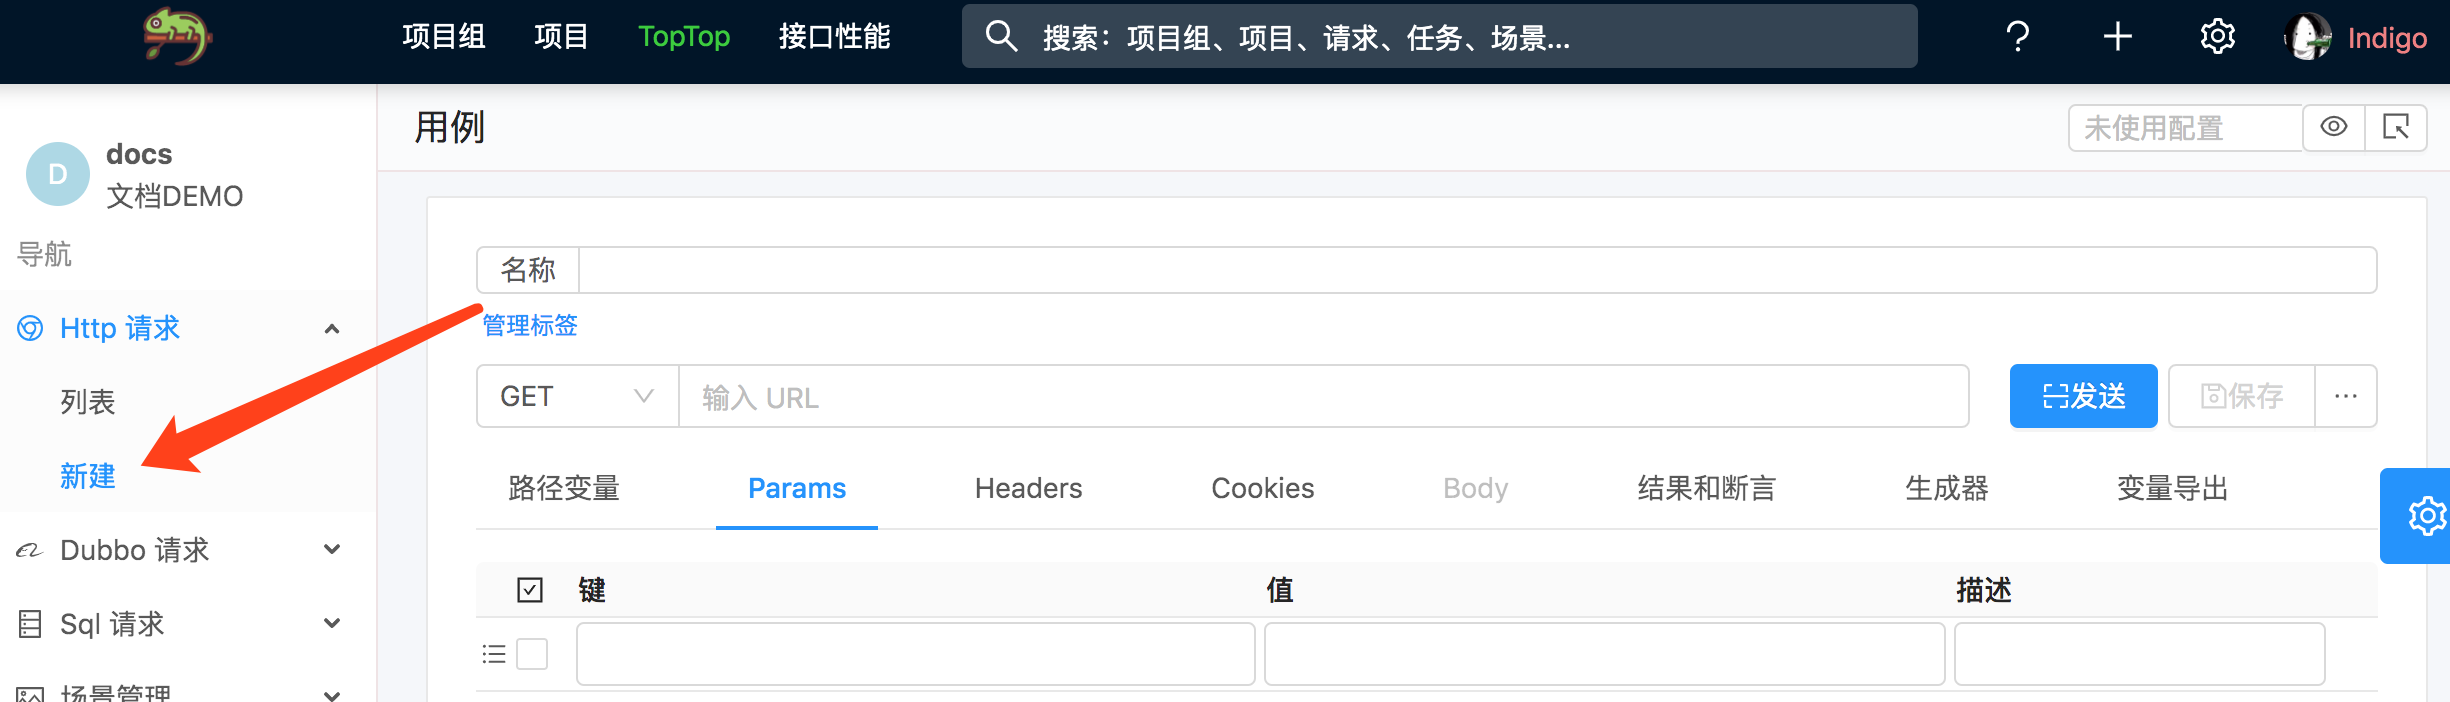 项目组 项目 TopTop 接口性能 搜索：项目组、项目、请求、任务、场景... Indigo
D docs
文档DEMO
导航
Http 请求
列表
新建
Dubbo 请求
Sql 请求
场景管理
用例 未使用配置
名称
管理标签
GET 输入 URL 发送 保存 ...
路径变量 Params Headers Cookies Body 结果和断言 生成器 变量导出
键 值 描述